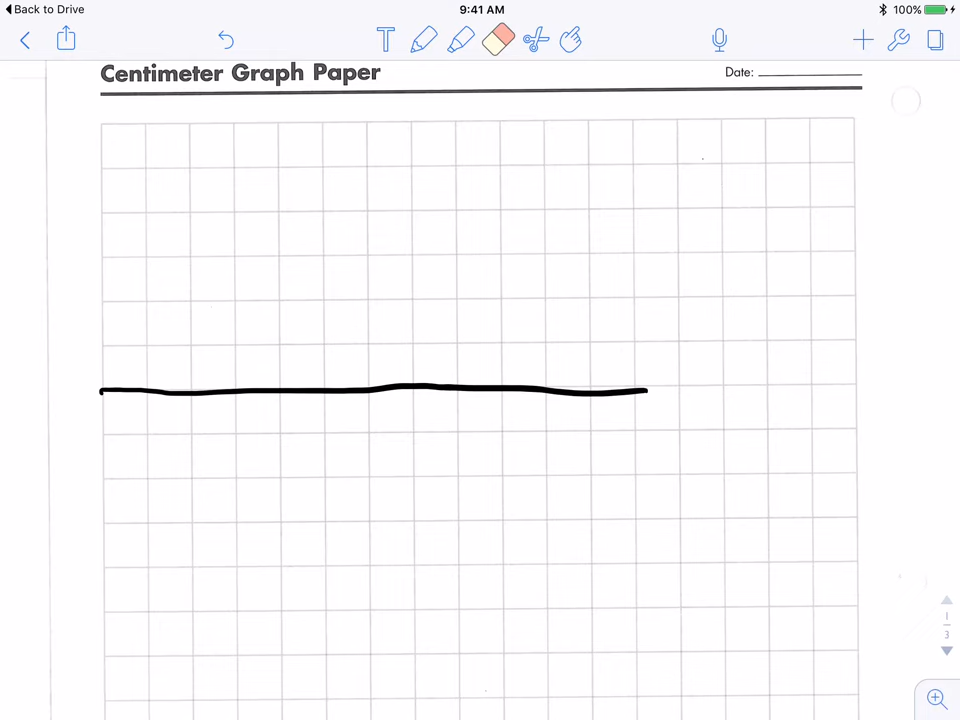 Back to Drive
9:41 AM
100%
T
Centimeter Graph Paper
Date:
1
3